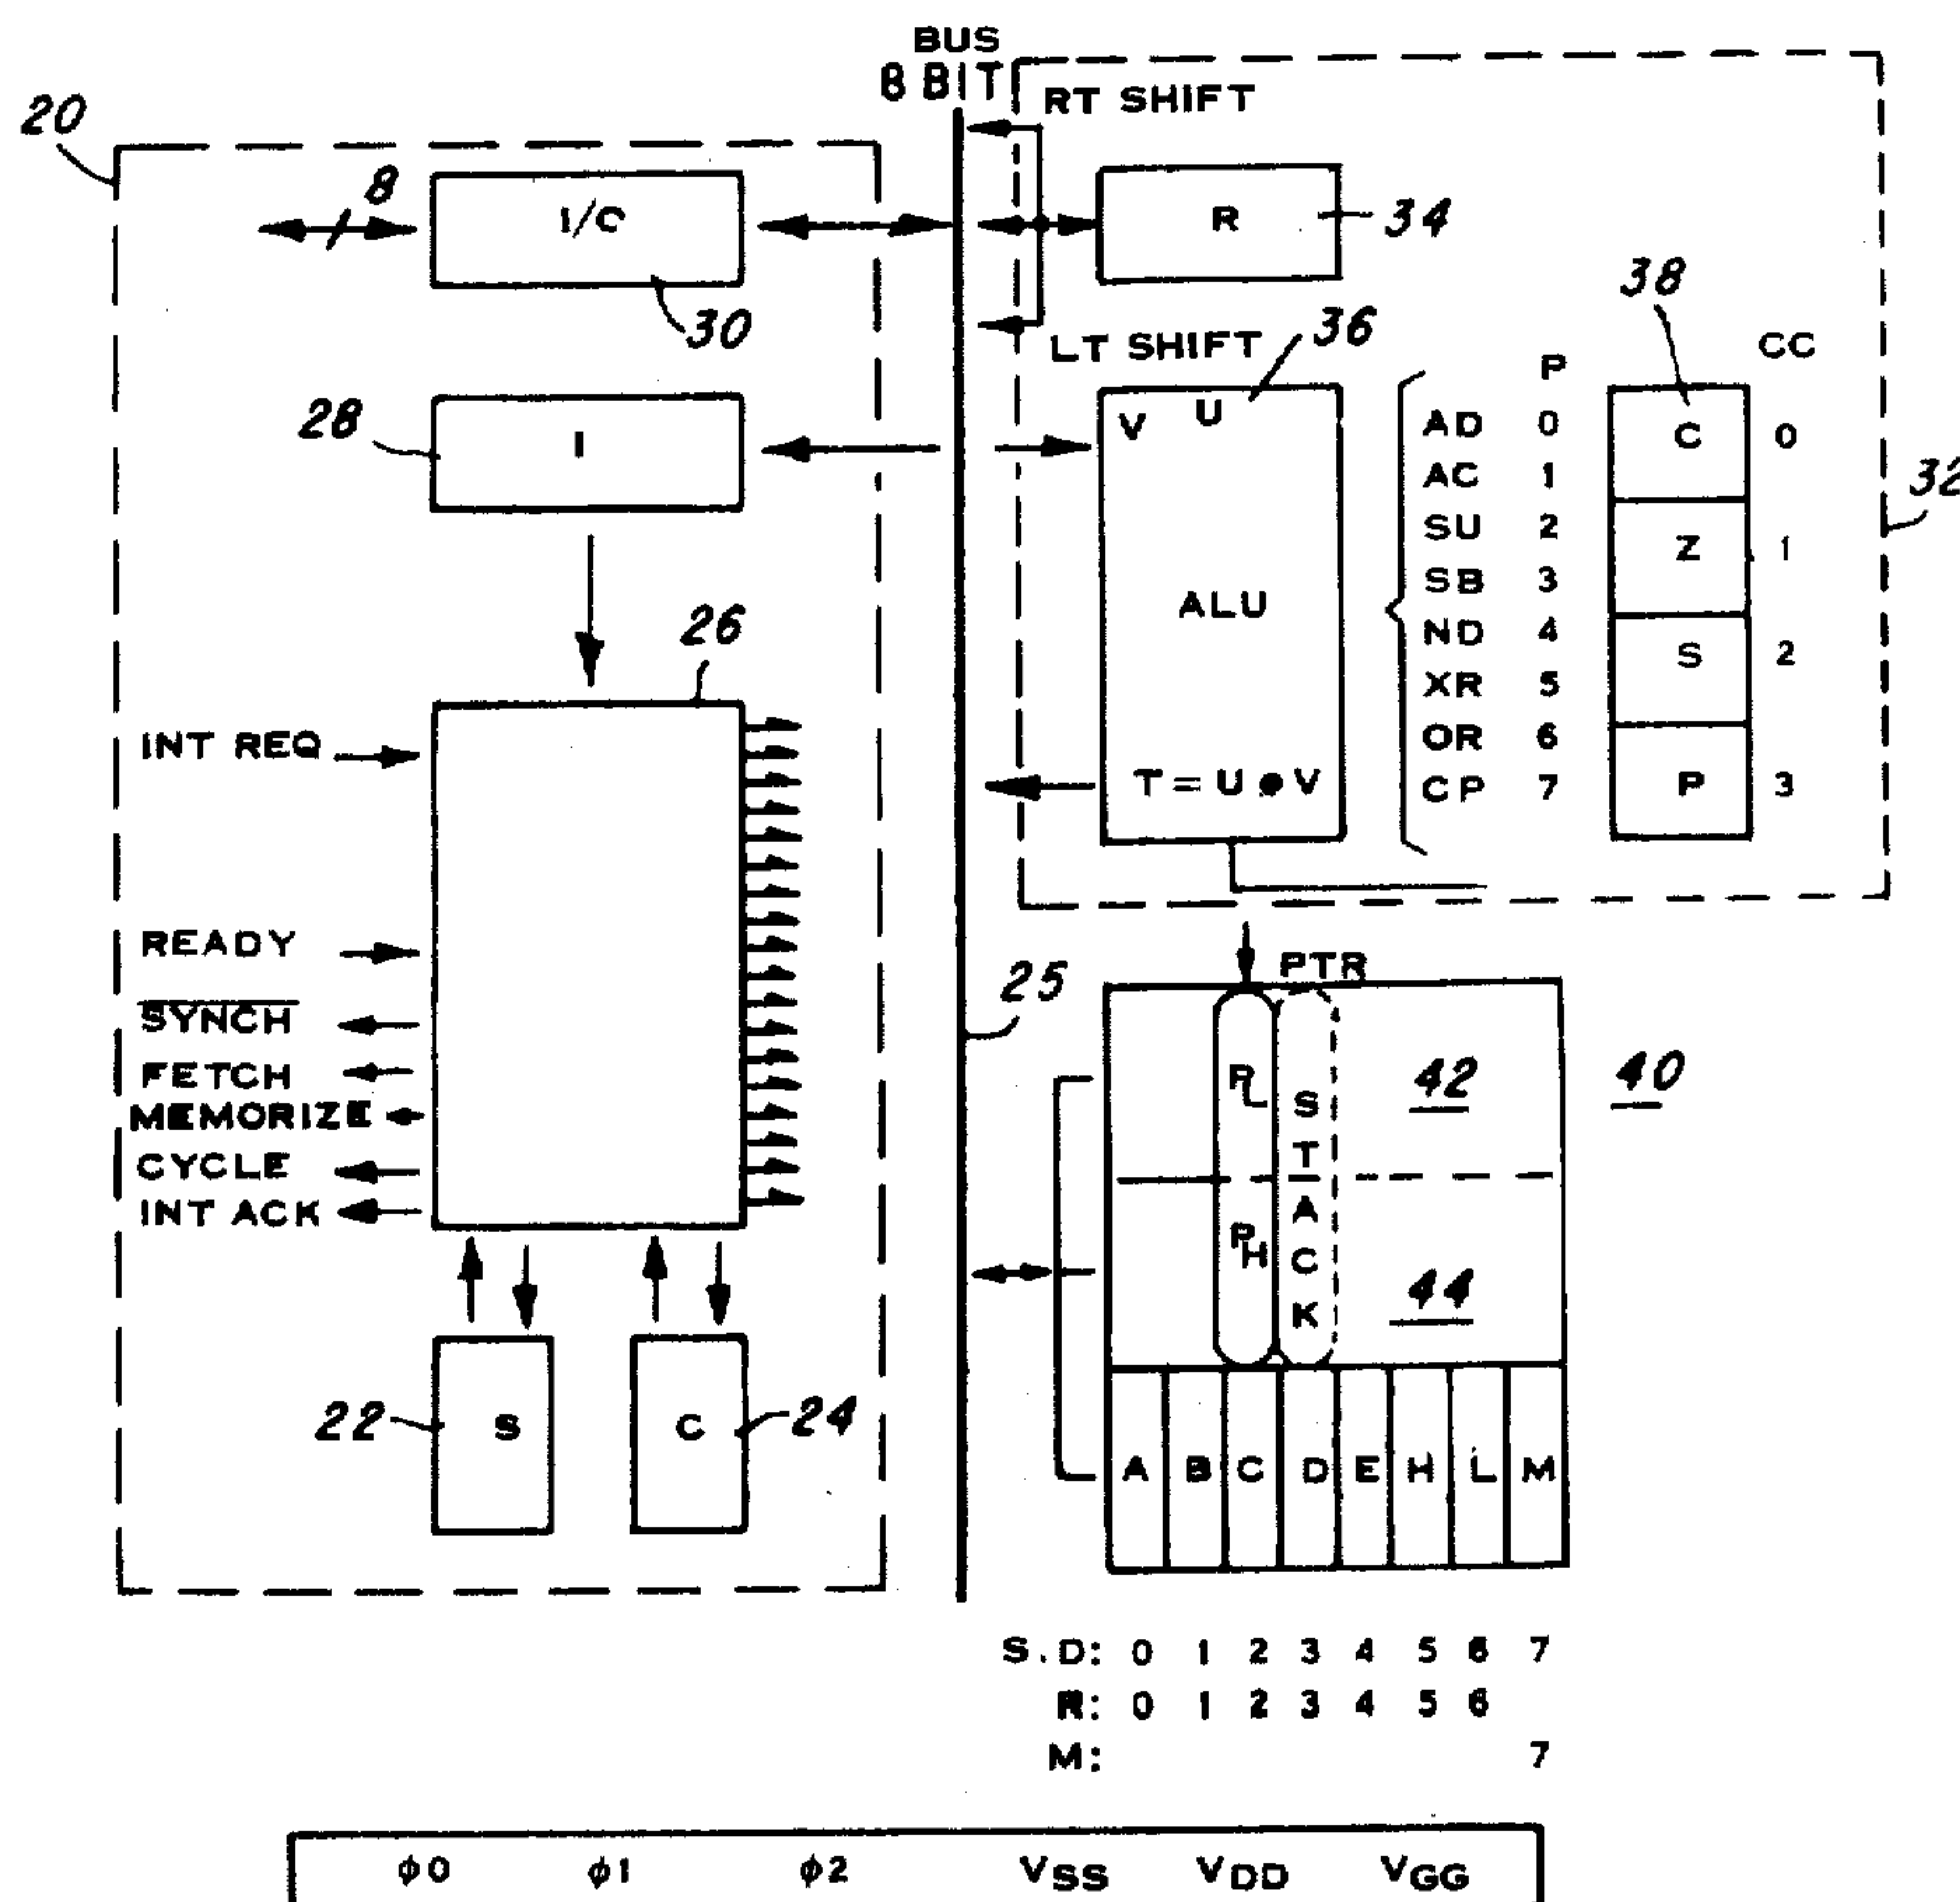 BUS
8 BIT
RT SHIFT
20
8
I/C
R
34
30
38
LT SHIFT
36
CC
P
28
I
V U
AD 0
C 0
AC 1
32
SU 2
Z 1
ALU
SB 3
26
ND 4
S 2
XR 5
INT REQ
OR 6
T = U ● V
CP 7
P 3
READY
PTR
25
SYNCH
FETCH
PL
STACK
42
40
MEMORIZE
CYCLE
INT ACK
PH
44
22
S
C
24
A B C D E H L M
S.D: 0 1 2 3 4 5 6 7
R: 0 1 2 3 4 5 6
M: 7
φ0 φ1 φ2 VSS VDD VGG